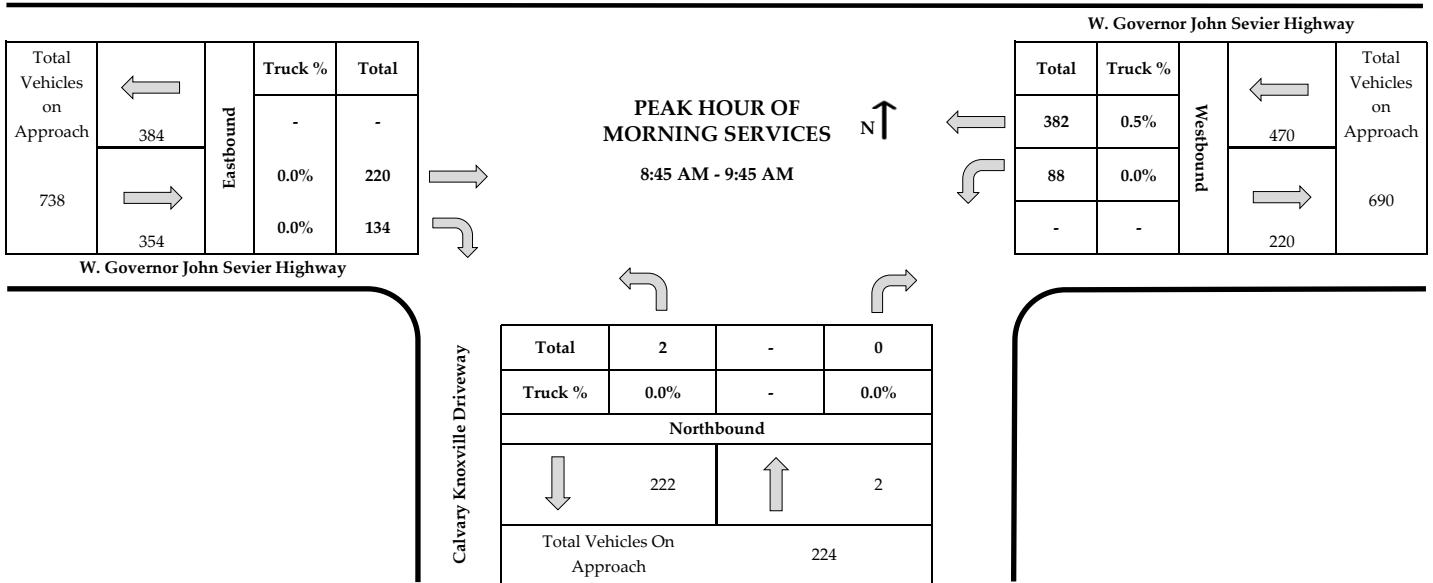 W. Governor John Sevier Highway
Total
Vehicles
on
Approach
738
384
354
Eastbound
Truck % Total
- -
0.0% 220
0.0% 134
W. Governor John Sevier Highway
PEAK HOUR OF
MORNING SERVICES
N
8:45 AM - 9:45 AM
Total Truck %
382 0.5%
88 0.0%
- -
Westbound
470
220
Total
Vehicles
on
Approach
690
Calvary Knoxville Driveway
Total 2 - 0
Truck % 0.0% - 0.0%
Northbound
222 2
Total Vehicles On
Approach
224